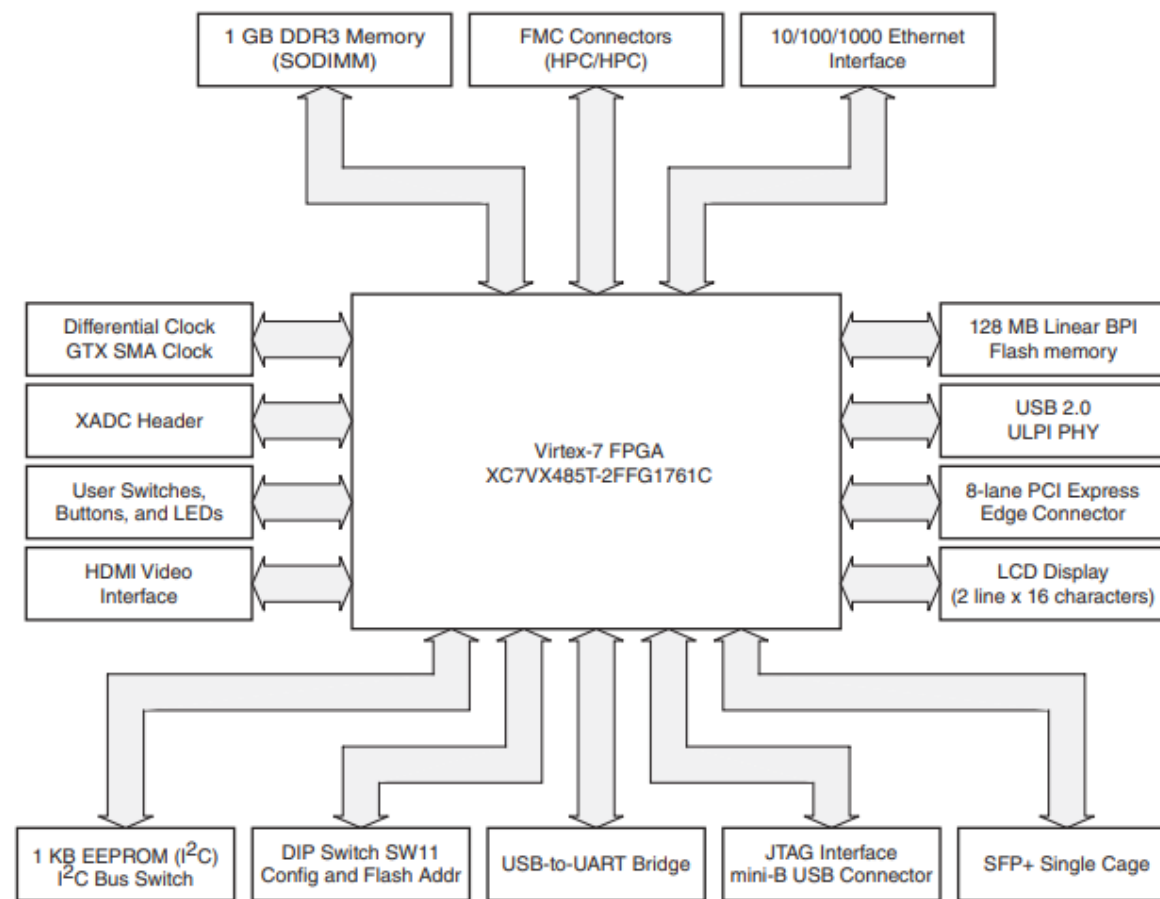 1 GB DDR3 Memory
(SODIMM)
FMC Connectors
(HPC/HPC)
10/100/1000 Ethernet
Interface
Differential Clock
GTX SMA Clock
XADC Header
User Switches,
Buttons, and LEDs
HDMI Video
Interface
Virtex-7 FPGA
XC7VX485T-2FFG1761C
128 MB Linear BPI
Flash memory
USB 2.0
ULPI PHY
8-lane PCI Express
Edge Connector
LCD Display
(2 line x 16 characters)
1 KB EEPROM (I²C)
I²C Bus Switch
DIP Switch SW11
Config and Flash Addr
USB-to-UART Bridge
JTAG Interface
mini-B USB Connector
SFP+ Single Cage